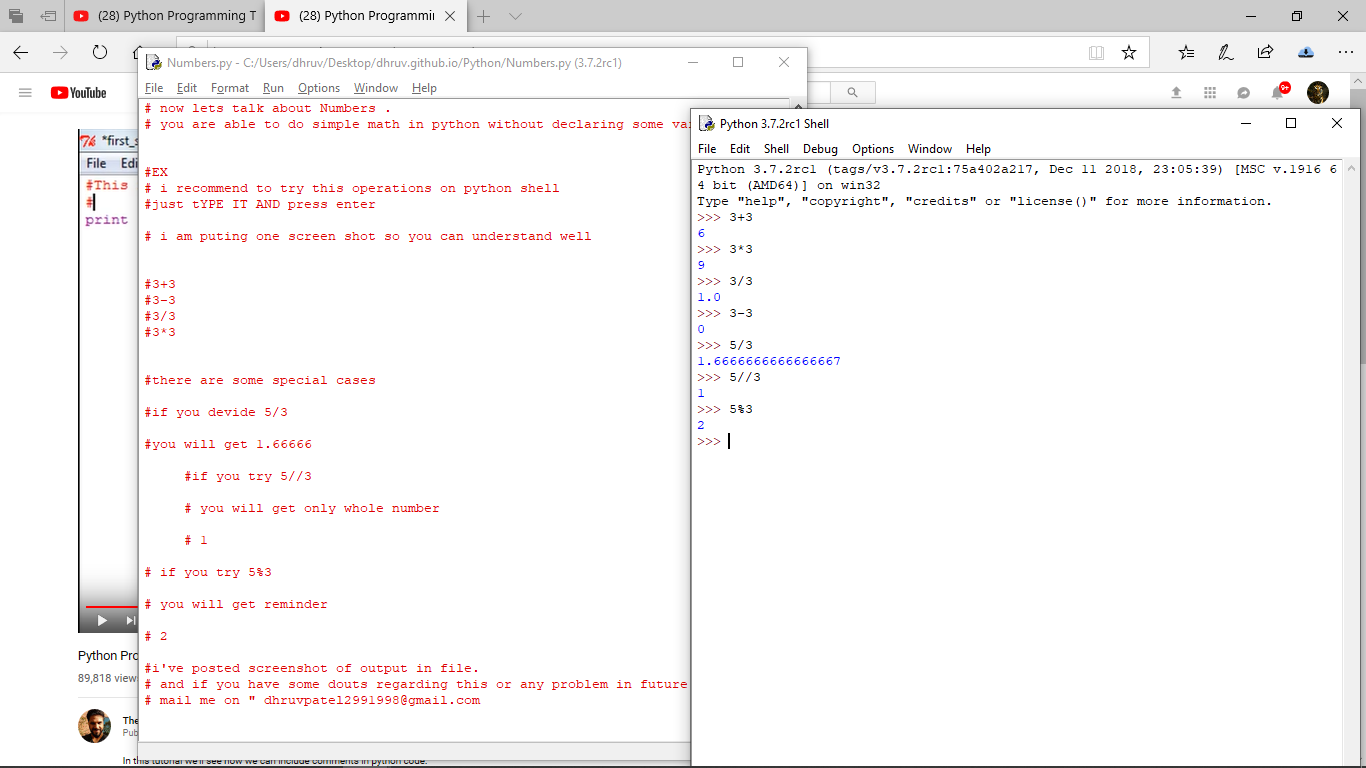 (28) Python Programming T
(28) Python Programmin
YouTube
9+
*first_s
File Edi
#This
#
print
Python Pro
89,818 view
The
Pub
In this tutorial we'll see how we can include comments in python code.
Numbers.py - C:/Users/dhruv/Desktop/dhruv.github.io/Python/Numbers.py (3.7.2rc1)
File Edit Format Run Options Window Help
# now lets talk about Numbers .
# you are able to do simple math in python without declaring some va
#EX
# i recommend to try this operations on python shell
#just tYPE IT AND press enter
# i am puting one screen shot so you can understand well
#3+3
#3-3
#3/3
#3*3
#there are some special cases
#if you devide 5/3
#you will get 1.66666
#if you try 5//3
# you will get only whole number
# 1
# if you try 5%3
# you will get reminder
# 2
#i've posted screenshot of output in file.
# and if you have some douts regarding this or any problem in future
# mail me on " dhruvpatel2991998@gmail.com
Python 3.7.2rc1 Shell
File Edit Shell Debug Options Window Help
Python 3.7.2rc1 (tags/v3.7.2rc1:75a402a217, Dec 11 2018, 23:05:39) [MSC v.1916 6
4 bit (AMD64)] on win32
Type "help", "copyright", "credits" or "license()" for more information.
>>> 3+3
6
>>> 3*3
9
>>> 3/3
1.0
>>> 3-3
0
>>> 5/3
1.6666666666666667
>>> 5//3
1
>>> 5%3
2
>>>